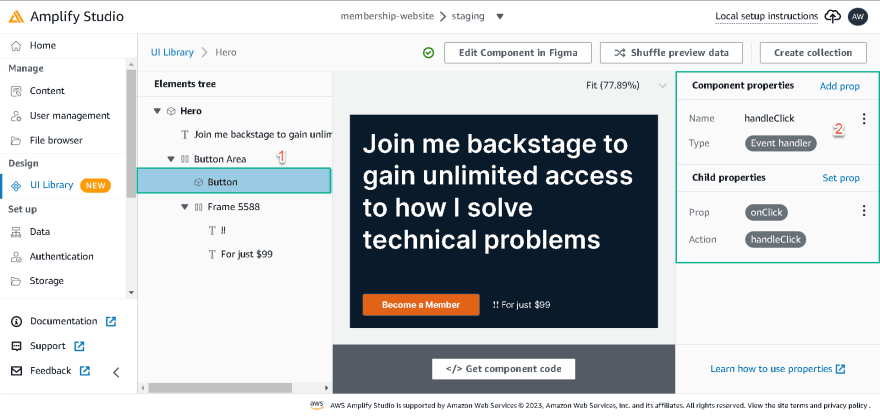 Amplify Studio
membership-website > staging
Local setup instructions
AW
Home
Manage
Content
User management
File browser
Design
UI Library NEW
Set up
Data
Authentication
Storage
Documentation
Support
Feedback
UI Library > Hero
Edit Component in Figma
Shuffle preview data
Create collection
Elements tree
Hero
Join me backstage to gain unlim
Button Area
1
Button
Frame 5588
!!
For just $99
Fit (77.89%)
Join me backstage to
gain unlimited access
to how I solve
technical problems
Become a Member
!! For just $99
</> Get component code
Component properties Add prop
Name handleClick
2
Type Event handler
Child properties Set prop
Prop onClick
Action handleClick
Learn how to use properties
aws AWS Amplify Studio is supported by Amazon Web Services © 2023, Amazon Web Services, Inc. and its affiliates. All rights reserved. View the site terms and privacy policy .